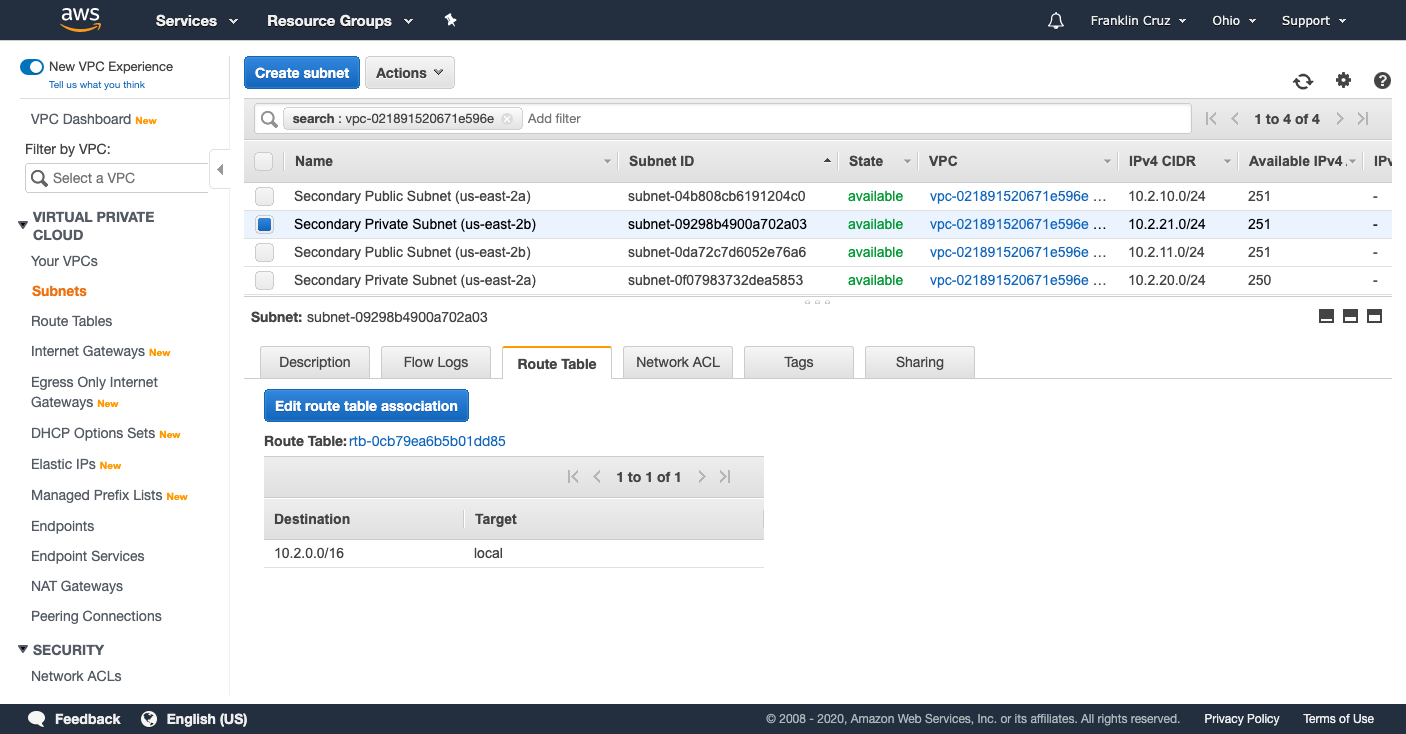 aws Services Resource Groups Franklin Cruz Ohio Support
New VPC Experience
Tell us what you think
VPC Dashboard New
Filter by VPC:
Select a VPC
VIRTUAL PRIVATE
CLOUD
Your VPCs
Subnets
Route Tables
Internet Gateways New
Egress Only Internet
Gateways New
DHCP Options Sets New
Elastic IPs New
Managed Prefix Lists New
Endpoints
Endpoint Services
NAT Gateways
Peering Connections
SECURITY
Network ACLs
Create subnet Actions
search : vpc-021891520671e596e Add filter 1 to 4 of 4
Name Subnet ID State VPC IPv4 CIDR Available IPv4 IPv
Secondary Public Subnet (us-east-2a) subnet-04b808cb6191204c0 available vpc-021891520671e596e ... 10.2.10.0/24 251 -
Secondary Private Subnet (us-east-2b) subnet-09298b4900a702a03 available vpc-021891520671e596e ... 10.2.21.0/24 251 -
Secondary Public Subnet (us-east-2b) subnet-0da72c7d6052e76a6 available vpc-021891520671e596e ... 10.2.11.0/24 251 -
Secondary Private Subnet (us-east-2a) subnet-0f07983732dea5853 available vpc-021891520671e596e ... 10.2.20.0/24 250 -
Subnet: subnet-09298b4900a702a03
Description Flow Logs Route Table Network ACL Tags Sharing
Edit route table association
Route Table: rtb-0cb79ea6b5b01dd85
1 to 1 of 1
Destination Target
10.2.0.0/16 local
Feedback English (US) © 2008 - 2020, Amazon Web Services, Inc. or its affiliates. All rights reserved. Privacy Policy Terms of Use